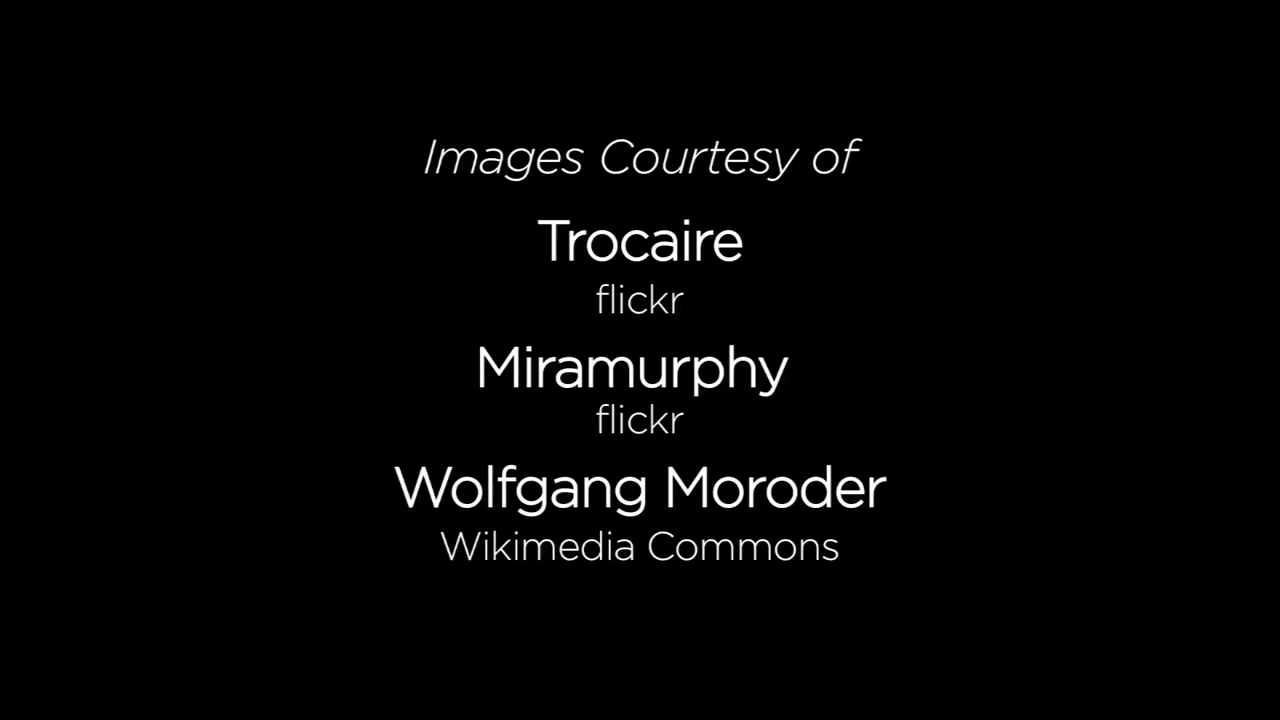 Images Courtesy of
Trocaire
flickr
Miramurphy
flickr
Wolfgang Moroder
Wikimedia Commons